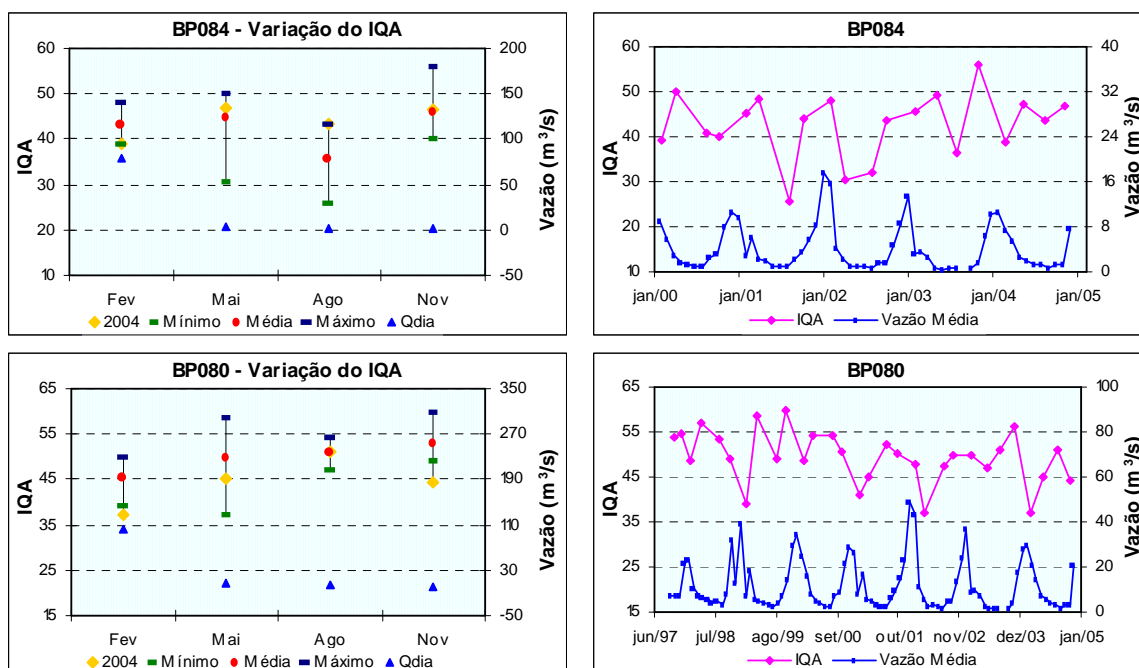 BP084 - Variação do IQA
60 200
50 150
40 100
30 50
20 0
10 -50
IQA
Vazão (m³/s)
Fev Mai Ago Nov
2004 Mínimo Média Máximo Qdia
BP084
60 40
50 32
40 24
30 16
20 8
10 0
IQA
Vazão (m³/s)
jan/00 jan/01 jan/02 jan/03 jan/04 jan/05
IQA Vazão Média
BP080 - Variação do IQA
65 350
55 270
45 190
35 110
25 30
15 -50
IQA
Vazão (m³/s)
Fev Mai Ago Nov
2004 Mínimo Média Máximo Qdia
BP080
65 100
55 80
45 60
35 40
25 20
15 0
IQA
Vazão (m³/s)
jun/97 jul/98 ago/99 set/00 out/01 nov/02 dez/03 jan/05
IQA Vazão Média